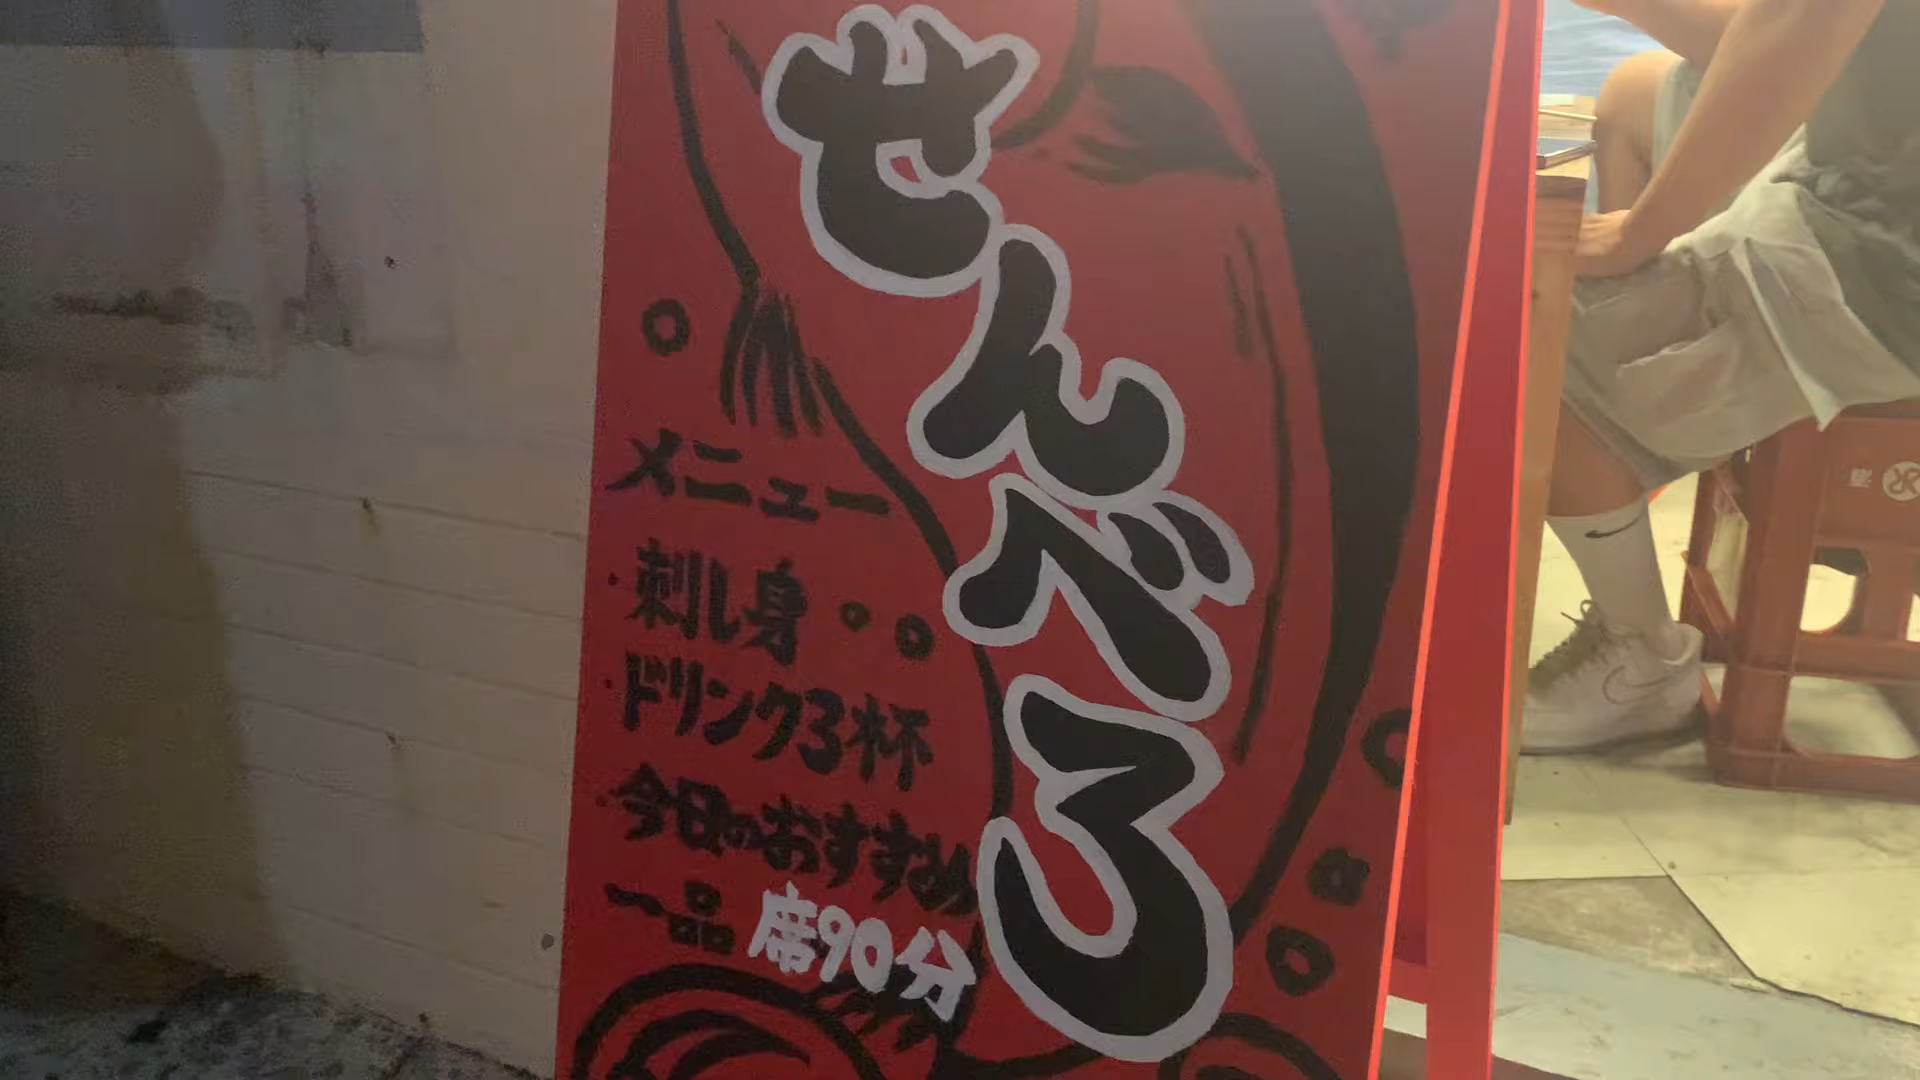 せんべろ
メニュー
・刺し身
・ドリンク3杯
・今日のおすすめ
一品
席90分